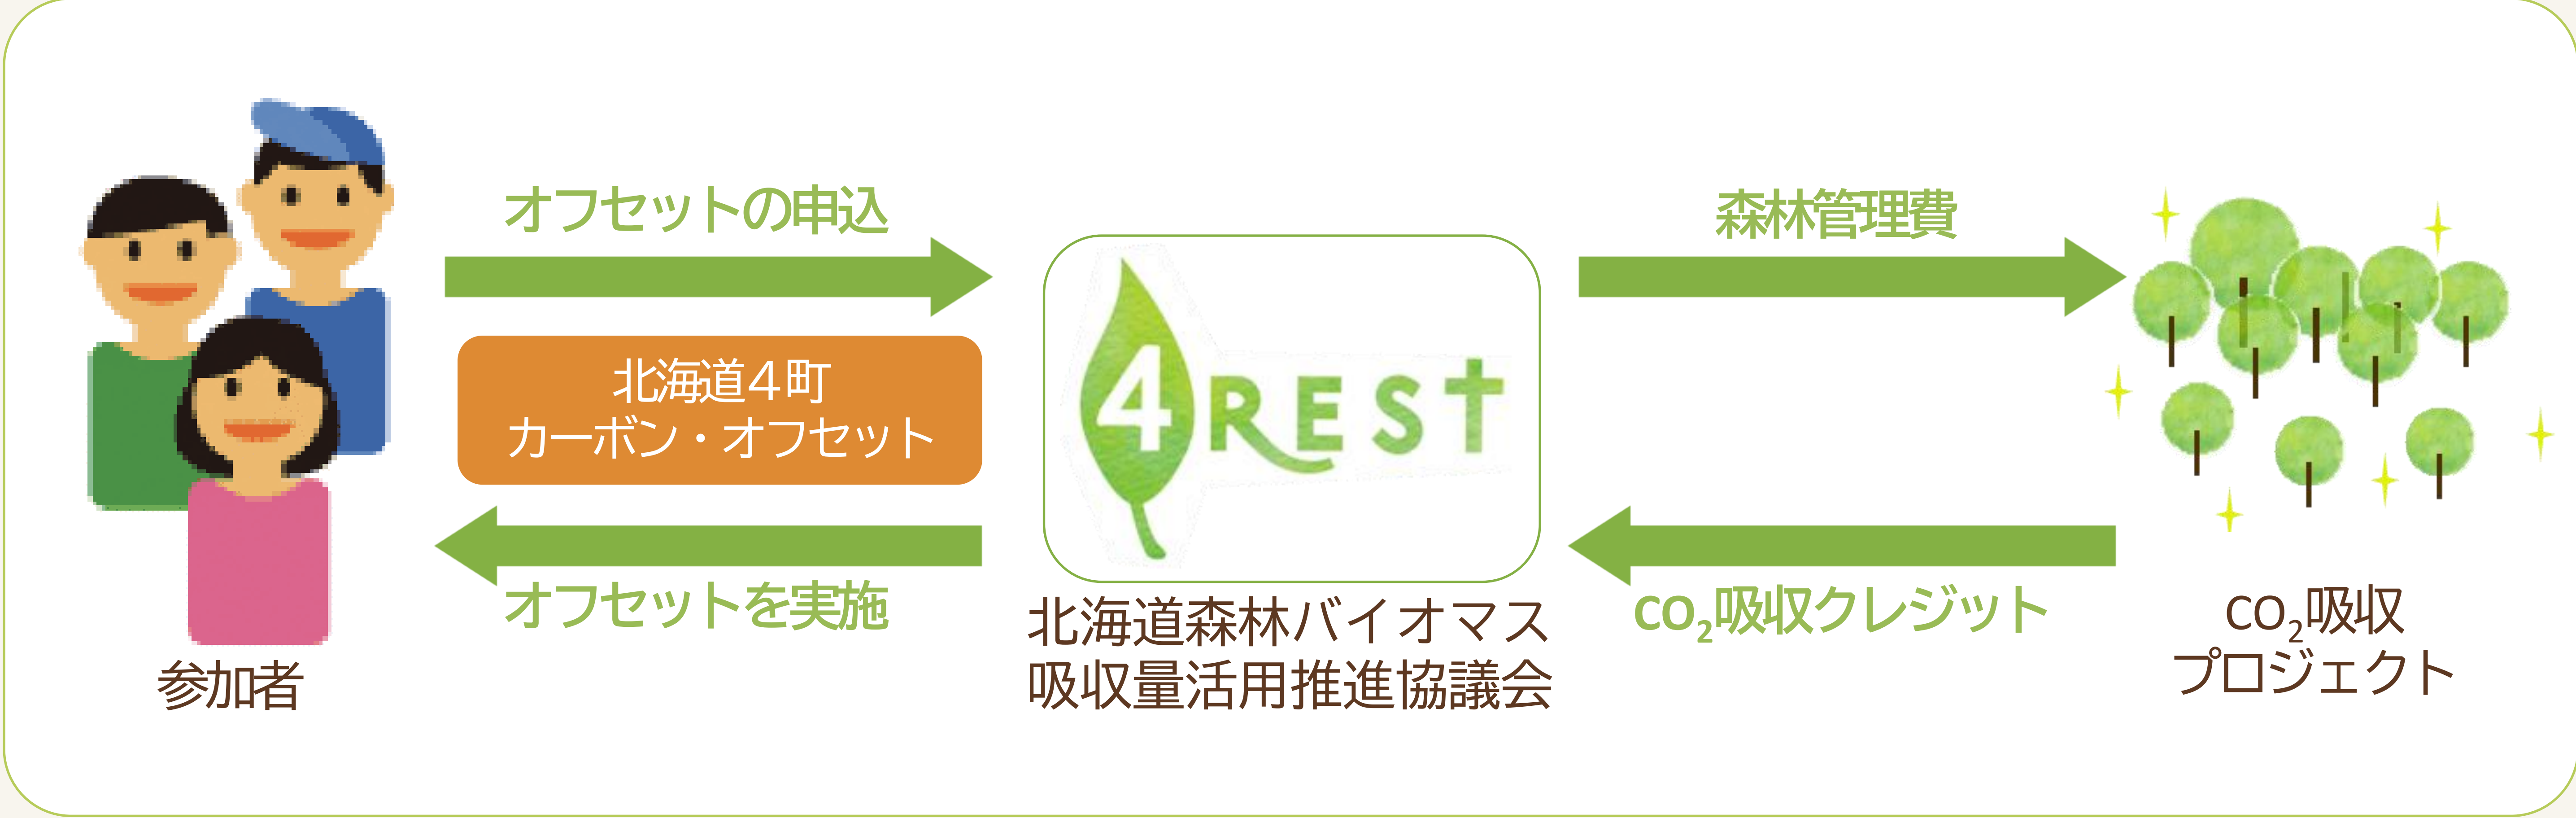 オフセットの申込
森林管理費
北海道4町
カーボン・オフセット
4REST
オフセットを実施
CO₂吸収クレジット
参加者
北海道森林バイオマス
吸収量活用推進協議会
CO₂吸収
プロジェクト